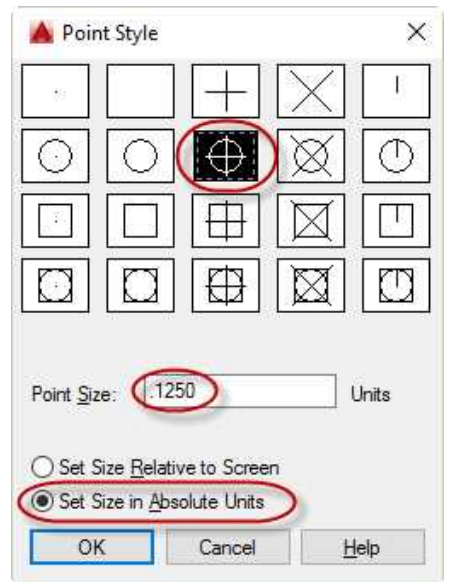 Point Style
Point Size: .1250 Units
Set Size Relative to Screen
Set Size in Absolute Units
OK Cancel Help